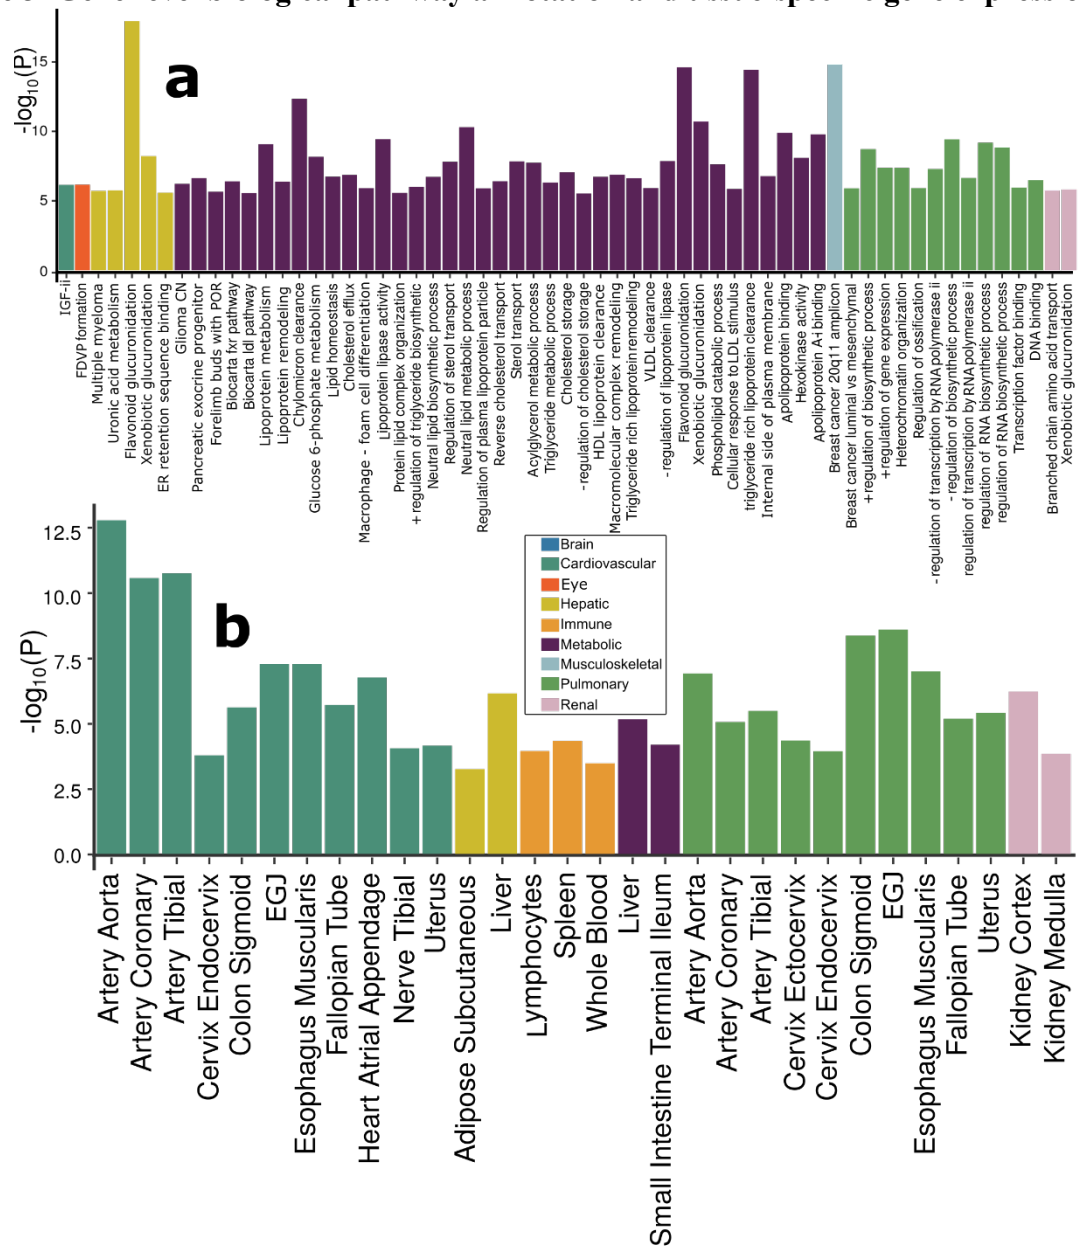 a
-log10(P)
15
10
5
0
IGF-ii
FDVP formation
Multiple myeloma
Uronic acid metabolism
Flavonoid glucuronidation
Xenobiotic glucuronidation
ER retention sequence binding
Glioma CN
Pancreatic exocrine progenitor
Forelimb buds with POR
Biocarta fxr pathway
Biocarta ldl pathway
Lipoprotein metabolism
Lipoprotein remodeling
Chylomicron clearance
Glucose 6-phosphate metabolism
Lipid homeostasis
Cholesterol efflux
Macrophage - foam cell differentiation
Lipoprotein lipase activity
Protein lipid complex organization
+ regulation of triglyceride biosynthetic
Neutral lipid biosynthetic process
Regulation of sterol transport
Neutral lipid metabolic process
Regulation of plasma lipoprotein particle
Reverse cholesterol transport
Sterol transport
Acylglycerol metabolic process
Triglyceride metabolic process
Cholesterol storage
- regulation of cholesterol storage
HDL lipoprotein clearance
Macromolecular complex remodeling
Triglyceride rich lipoprotein remodeling
VLDL clearance
- regulation of lipoprotein lipase
Flavonoid glucuronidation
Xenobiotic glucuronidation
Phospholipid catabolic process
Cellular response to LDL stimulus
triglyceride rich lipoprotein clearance
Internal side of plasma membrane
Apolipoprotein binding
Hexokinase activity
Apolipoprotein A-I binding
Breast cancer 20q11 amplicon
Breast cancer luminal vs mesenchymal
+ regulation of biosynthetic process
+ regulation of gene expression
Heterochromatin organization
Regulation of ossification
- regulation of transcription by RNA polymerase ii
- regulation of biosynthetic process
regulation of transcription by RNA polymerase ii
regulation of RNA biosynthetic process
regulation of RNA biosynthetic process
Transcription factor binding
DNA binding
Branched chain amino transport
Xenobiotic glucuronidation
b
-log10(P)
12.5
10.0
7.5
5.0
2.5
0.0
Brain
Cardiovascular
Eye
Hepatic
Immune
Metabolic
Musculoskeletal
Pulmonary
Renal
Artery Aorta
Artery Coronary
Artery Tibial
Cervix Endocervix
Colon Sigmoid
EGJ
Esophagus Muscularis
Fallopian Tube
Heart Atrial Appendage
Nerve Tibial
Uterus
Adipose Subcutaneous
Liver
Lymphocytes
Spleen
Whole Blood
Liver
Small Intestine Terminal Ileum
Artery Aorta
Artery Coronary
Artery Tibial
Cervix Ectocervix
Cervix Endocervix
Colon Sigmoid
EGJ
Esophagus Muscularis
Fallopian Tube
Uterus
Kidney Cortex
Kidney Medulla